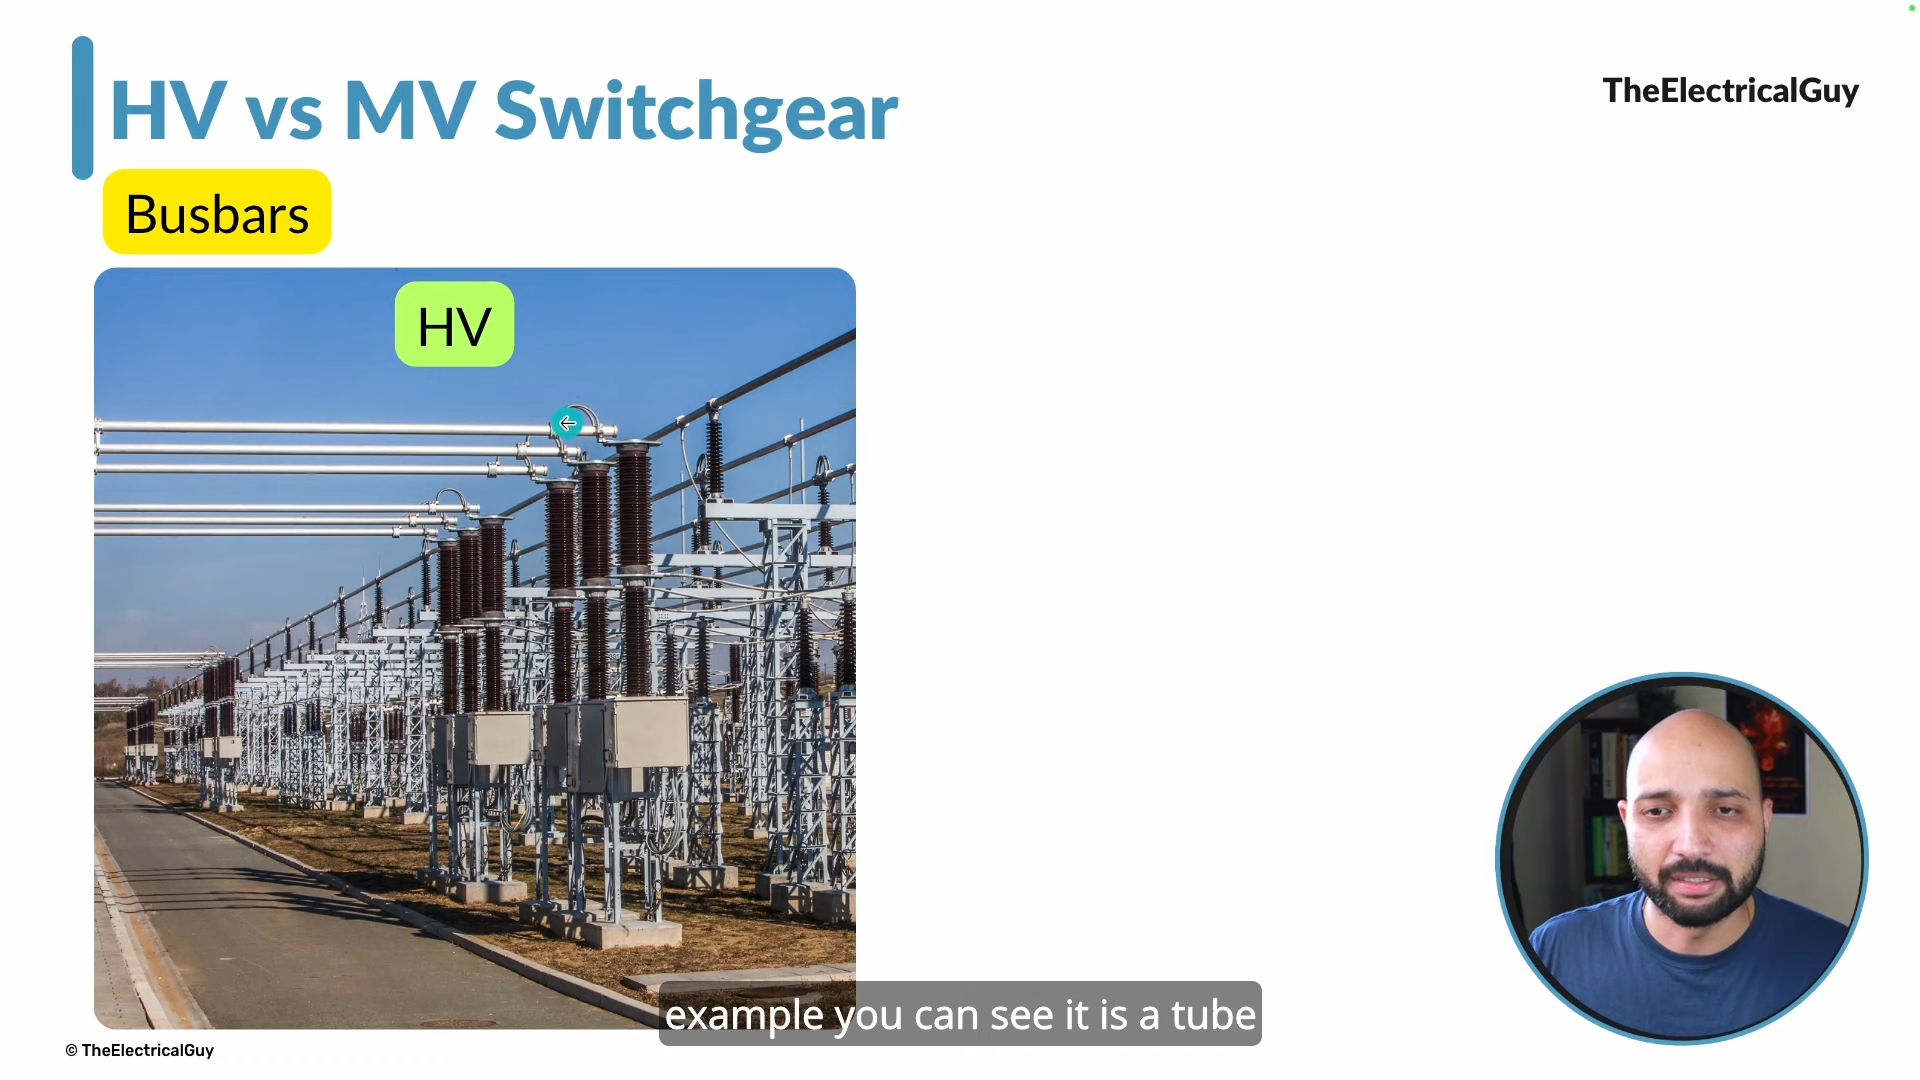 HV vs MV Switchgear
TheElectricalGuy
Busbars
HV
example you can see it is a tube
© TheElectricalGuy